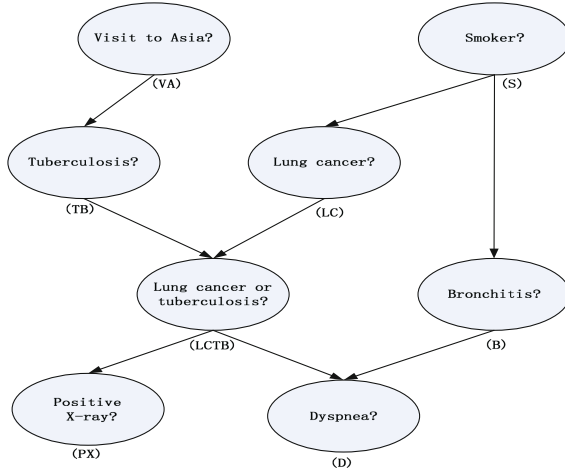 Visit to Asia?
Smoker?
(VA)
(S)
Tuberculosis?
Lung cancer?
(TB)
(LC)
Lung cancer or
tuberculosis?
Bronchitis?
(LCTB)
(B)
Positive
X-ray?
Dyspnea?
(PX)
(D)